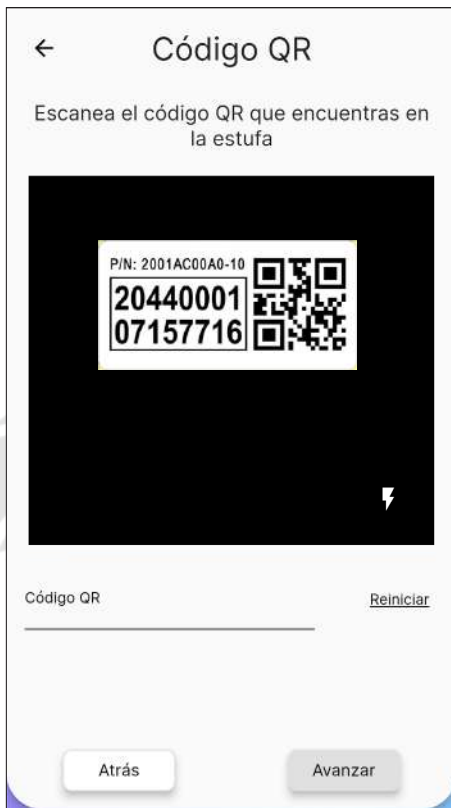 Código QR
Escanea el código QR que encuentras en
la estufa
P/N: 2001AC00A0-10
20440001
07157716
Código QR
Reiniciar
Atrás
Avanzar